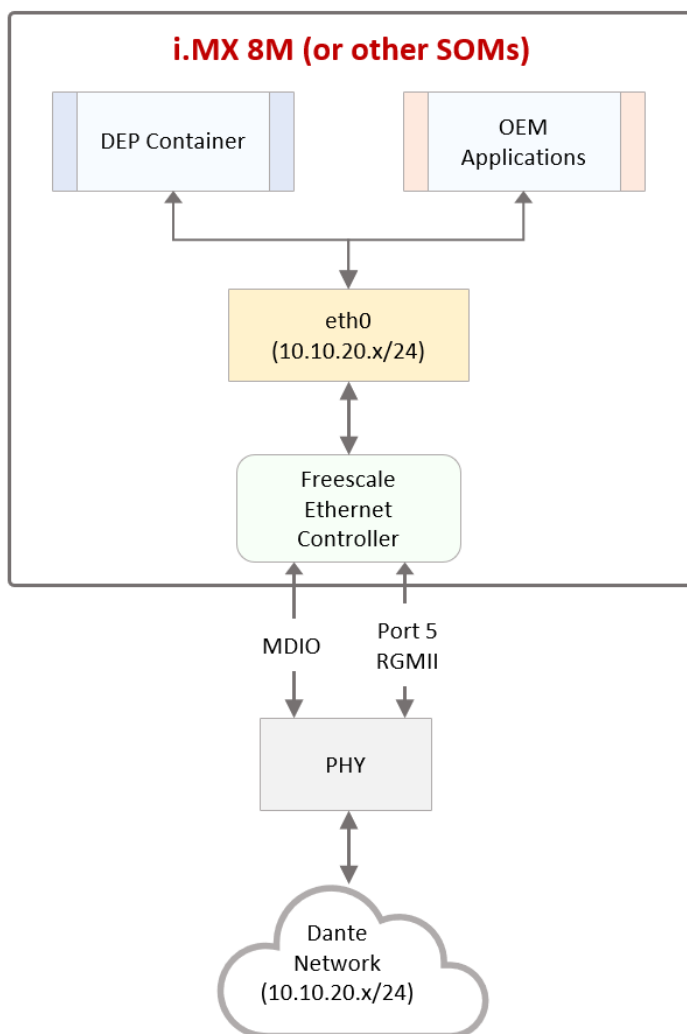 i.MX 8M (or other SOMs)
DEP Container
OEM
Applications
eth0
(10.10.20.x/24)
Freescale
Ethernet
Controller
MDIO
Port 5
RGMII
PHY
Dante
Network
(10.10.20.x/24)